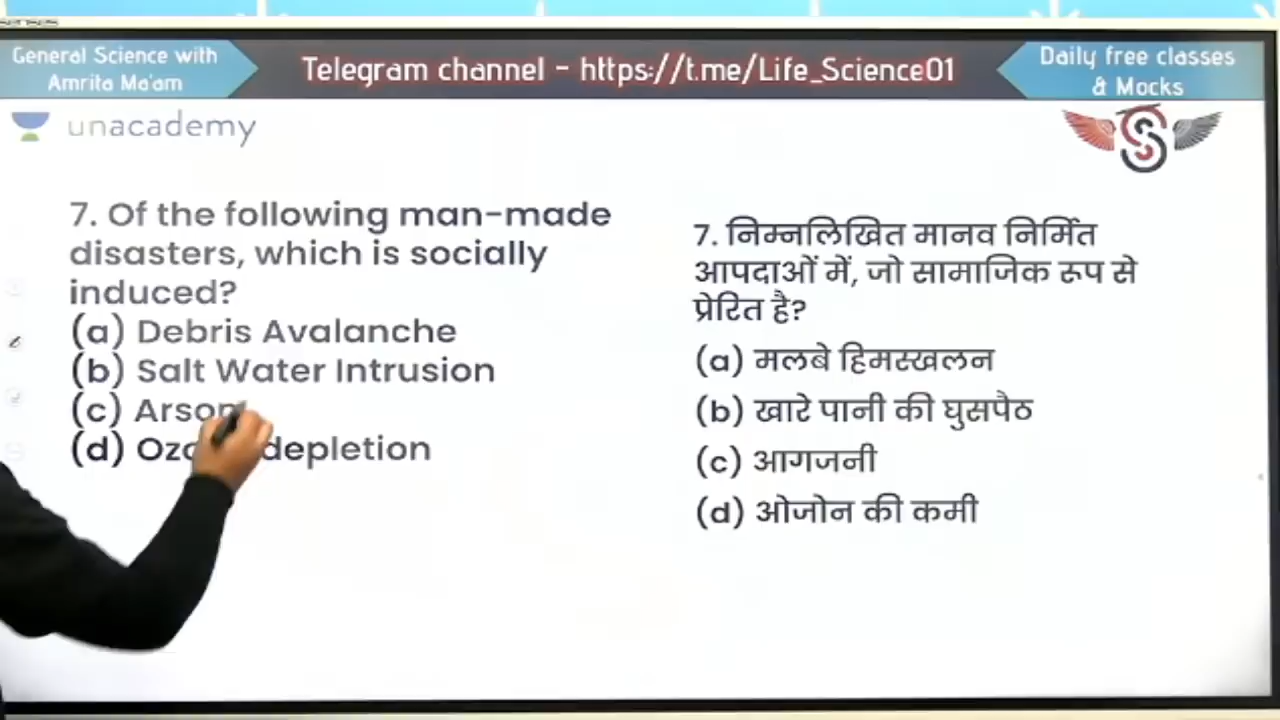 General Science with
Amrita Ma'am
Telegram channel - https://t.me/Life_Science01
Daily free classes
& Mocks
unacademy
7. Of the following man-made
disasters, which is socially
induced?
(a) Debris Avalanche
(b) Salt Water Intrusion
(c) Arson
(d) depletion
7. निम्नलिखित मानव निर्मित
आपदाओं में, जो सामाजिक रूप से
प्रेरित है?
(a) मलबे हिमस्खलन
(b) खारे पानी की घुसपैठ
(c) आगजनी
(d) ओजोन की कमी